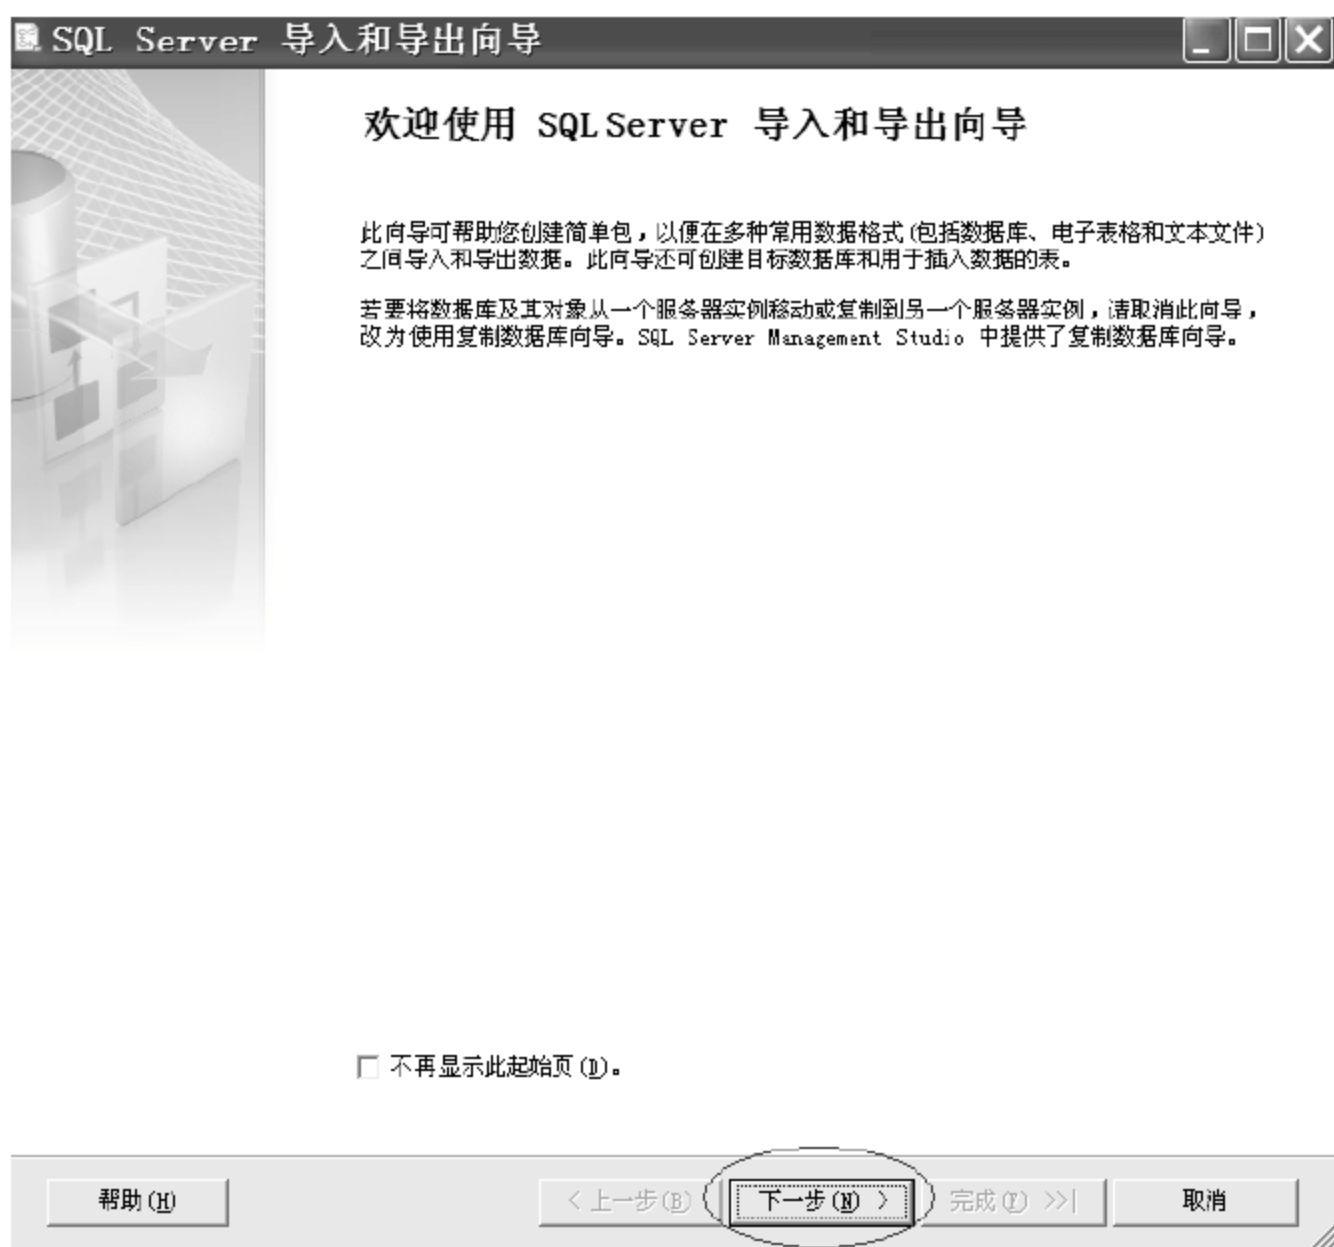 SQL Server 导入和导出向导
欢迎使用 SQL Server 导入和导出向导
此向导可帮助您创建简单包，以便在多种常用数据格式(包括数据库、电子表格和文本文件)
之间导入和导出数据。此向导还可创建目标数据库和用于插入数据的表。
若要将数据库及其对象从一个服务器实例移动或复制到另一个服务器实例，请取消此向导，
改为使用复制数据库向导。SQL Server Management Studio 中提供了复制数据库向导。
不再显示此起始页(D)。
帮助(H) < 上一步(B) 下一步(N) > 完成(F) >>| 取消